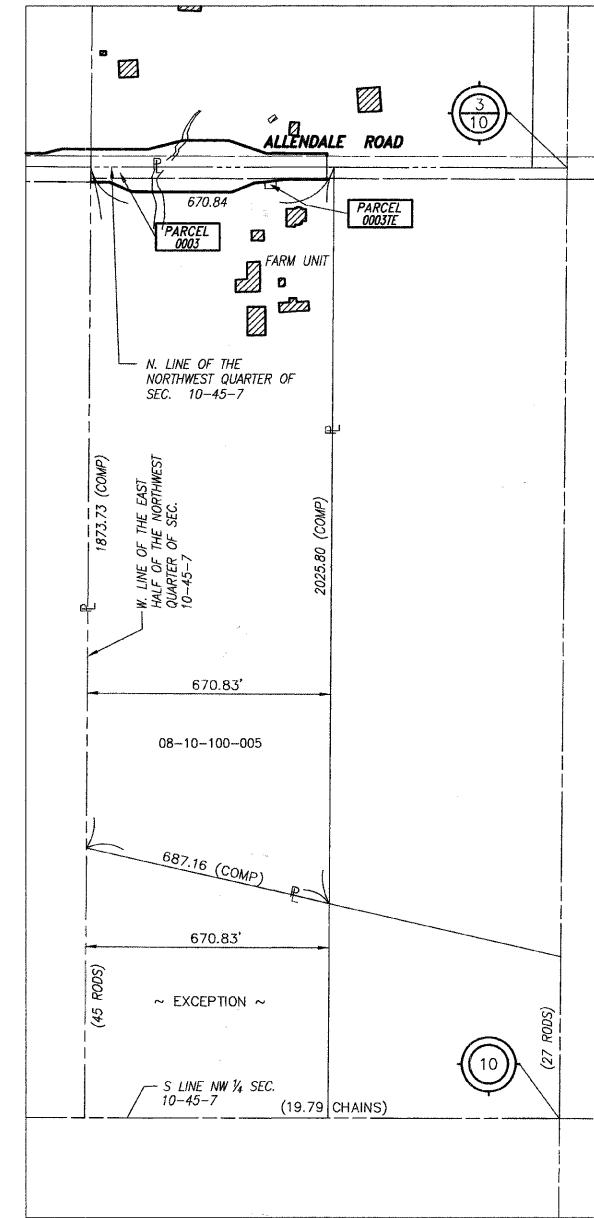 3
10
ALLENDALE ROAD
P̲L̲
670.84
PARCEL
0003
PARCEL
0003TE
FARM UNIT
N. LINE OF THE
NORTHWEST QUARTER OF
SEC. 10-45-7
PL
1873.73 (COMP)
W. LINE OF THE EAST
HALF OF THE NORTHWEST
QUARTER OF SEC.
10-45-7
2025.80 (COMP)
PL
670.83'
08-10-100-005
687.16 (COMP)
PL
670.83'
(45 RODS)
~ EXCEPTION ~
(27 RODS)
10
S LINE NW ¼ SEC.
10-45-7
(19.79 CHAINS)